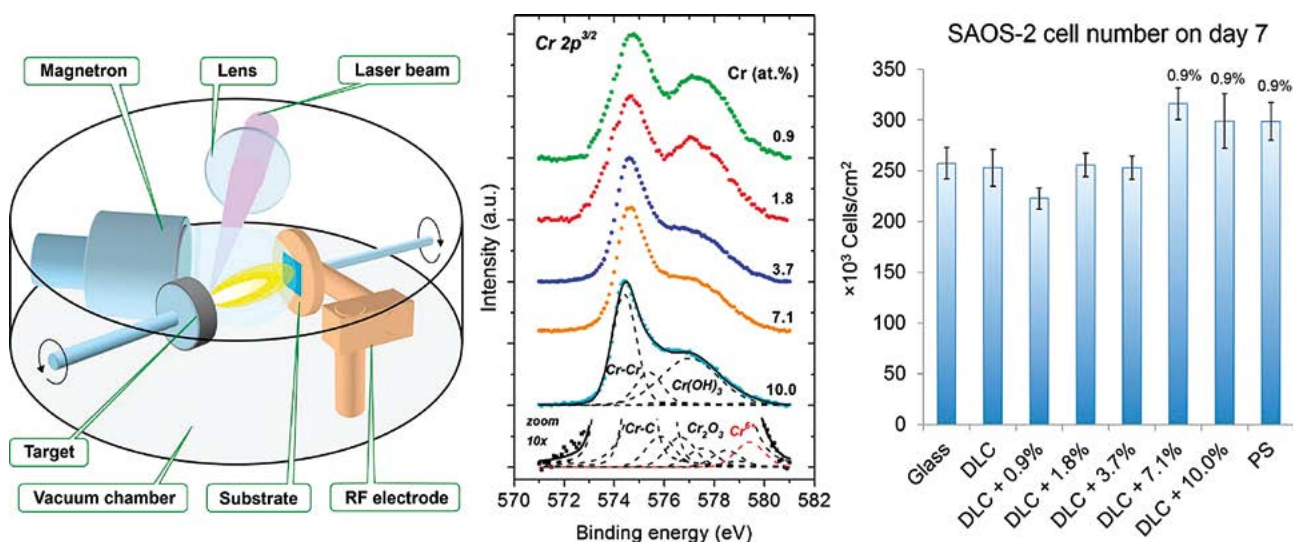 Magnetron
Lens
Laser beam
Target
Vacuum chamber
Substrate
RF electrode
Cr 2p3/2
Cr (at.%)
0.9
1.8
3.7
7.1
10.0
Cr-Cr
Cr(OH)3
zoom
10x
Cr-C
Cr2O3
Cr6+
Intensity (a.u.)
570 572 574 576 578 580 582
Binding energy (eV)
SAOS-2 cell number on day 7
×10³ Cells/cm²
350
300
250
200
150
100
50
0
0.9% 0.9% 0.9%
Glass
DLC
DLC + 0.9%
DLC + 1.8%
DLC + 3.7%
DLC + 7.1%
DLC + 10.0%
PS